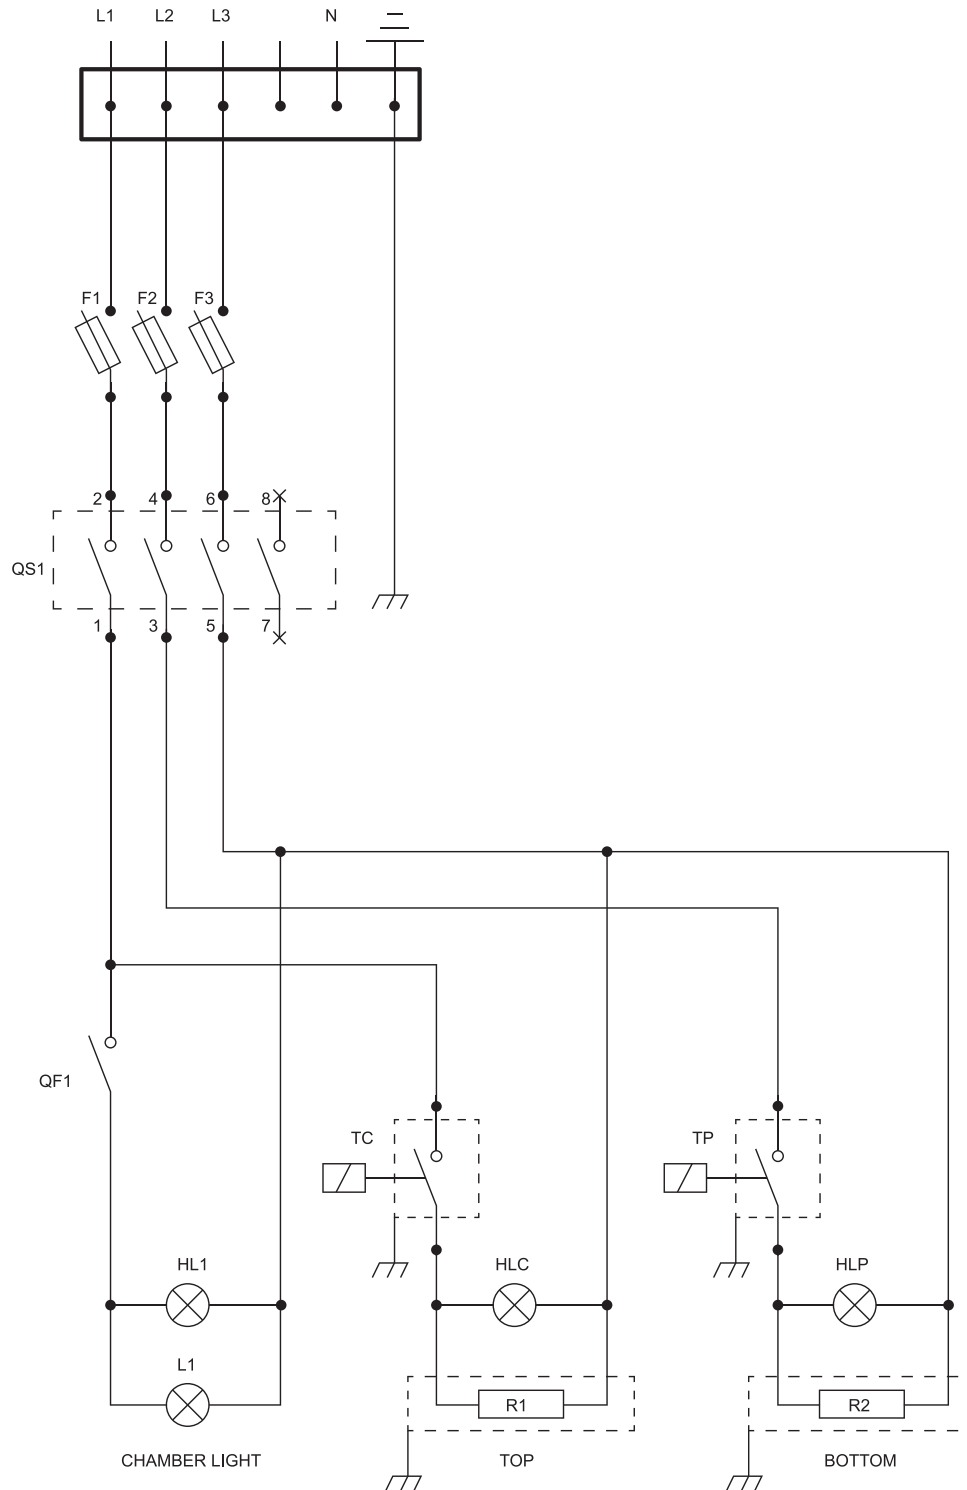 L1 L2 L3 N
F1 F2 F3
2 4 6 8
QS1
1 3 5 7
QF1
TC TP
HL1 HLC HLP
L1
R1 R2
CHAMBER LIGHT TOP BOTTOM